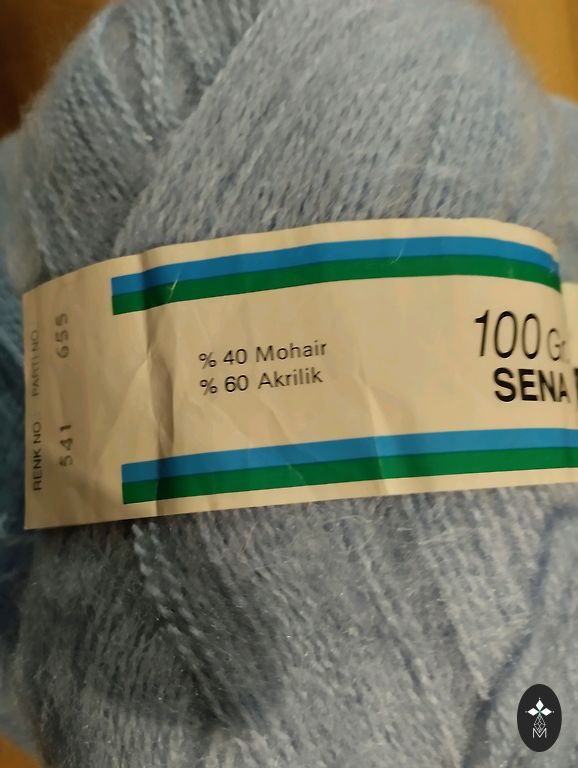 RENK NO.: PARTİ NO.
541 655
% 40 Mohair
% 60 Akrilik
100 Gr.
SENA
M